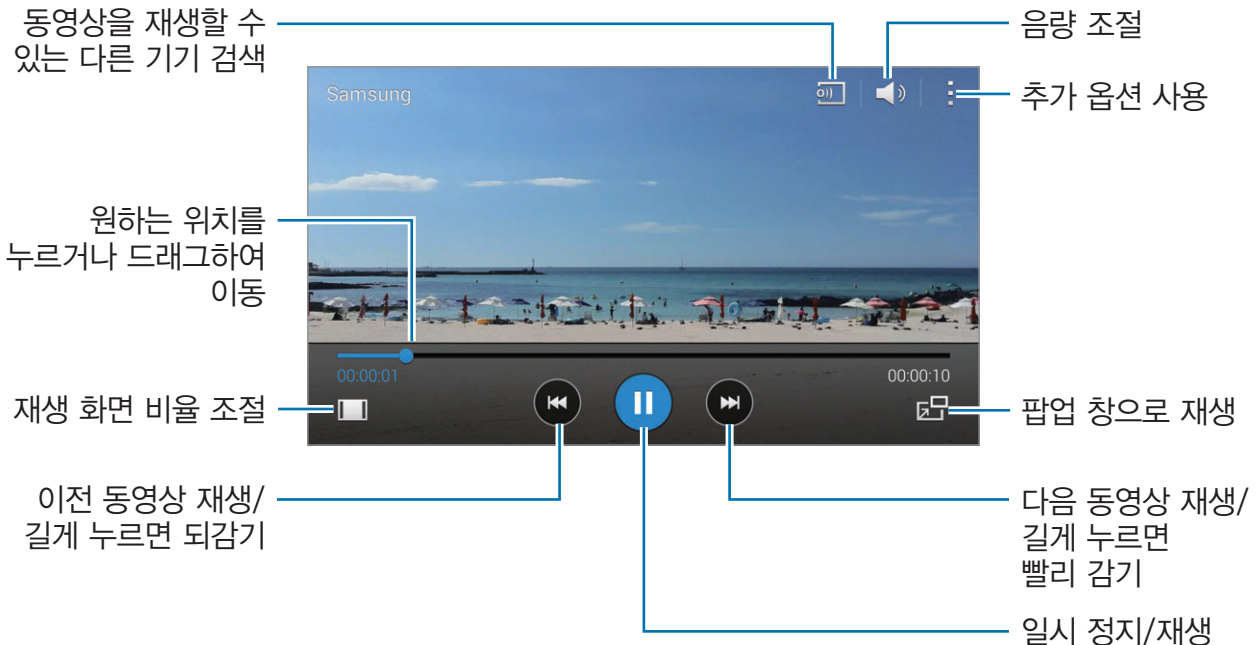 동영상을 재생할 수
있는 다른 기기 검색
음량 조절
추가 옵션 사용
Samsung
원하는 위치를
누르거나 드래그하여
이동
00:00:01
00:00:10
재생 화면 비율 조절
팝업 창으로 재생
이전 동영상 재생/
길게 누르면 되감기
다음 동영상 재생/
길게 누르면
빨리 감기
일시 정지/재생